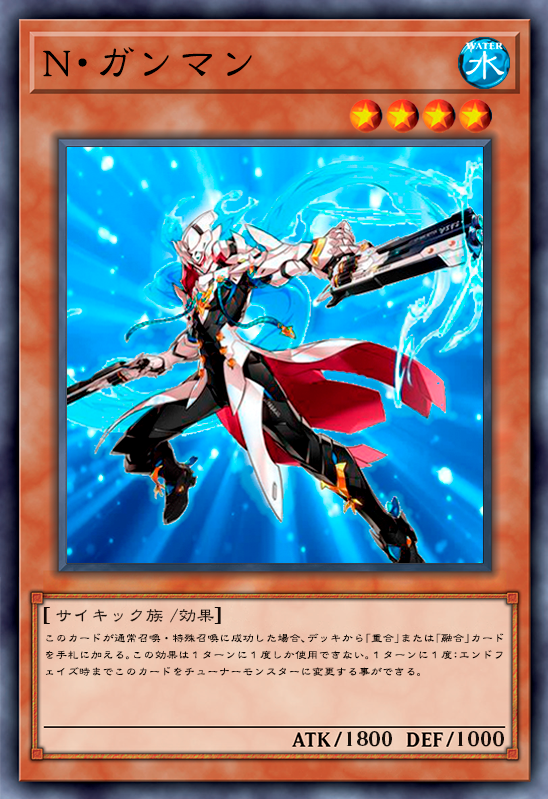 N・ガンマン
WATER
水
[ サイキック族 /効果]
このカードが通常召喚・特殊召喚に成功した場合、デッキから「重合」または「融合」カード
を手札に加える。この効果は１ターンに１度しか使用できない。１ターンに１度：エンドフ
ェイズ時までこのカードをチューナーモンスターに変更する事ができる。
ATK/1800 DEF/1000